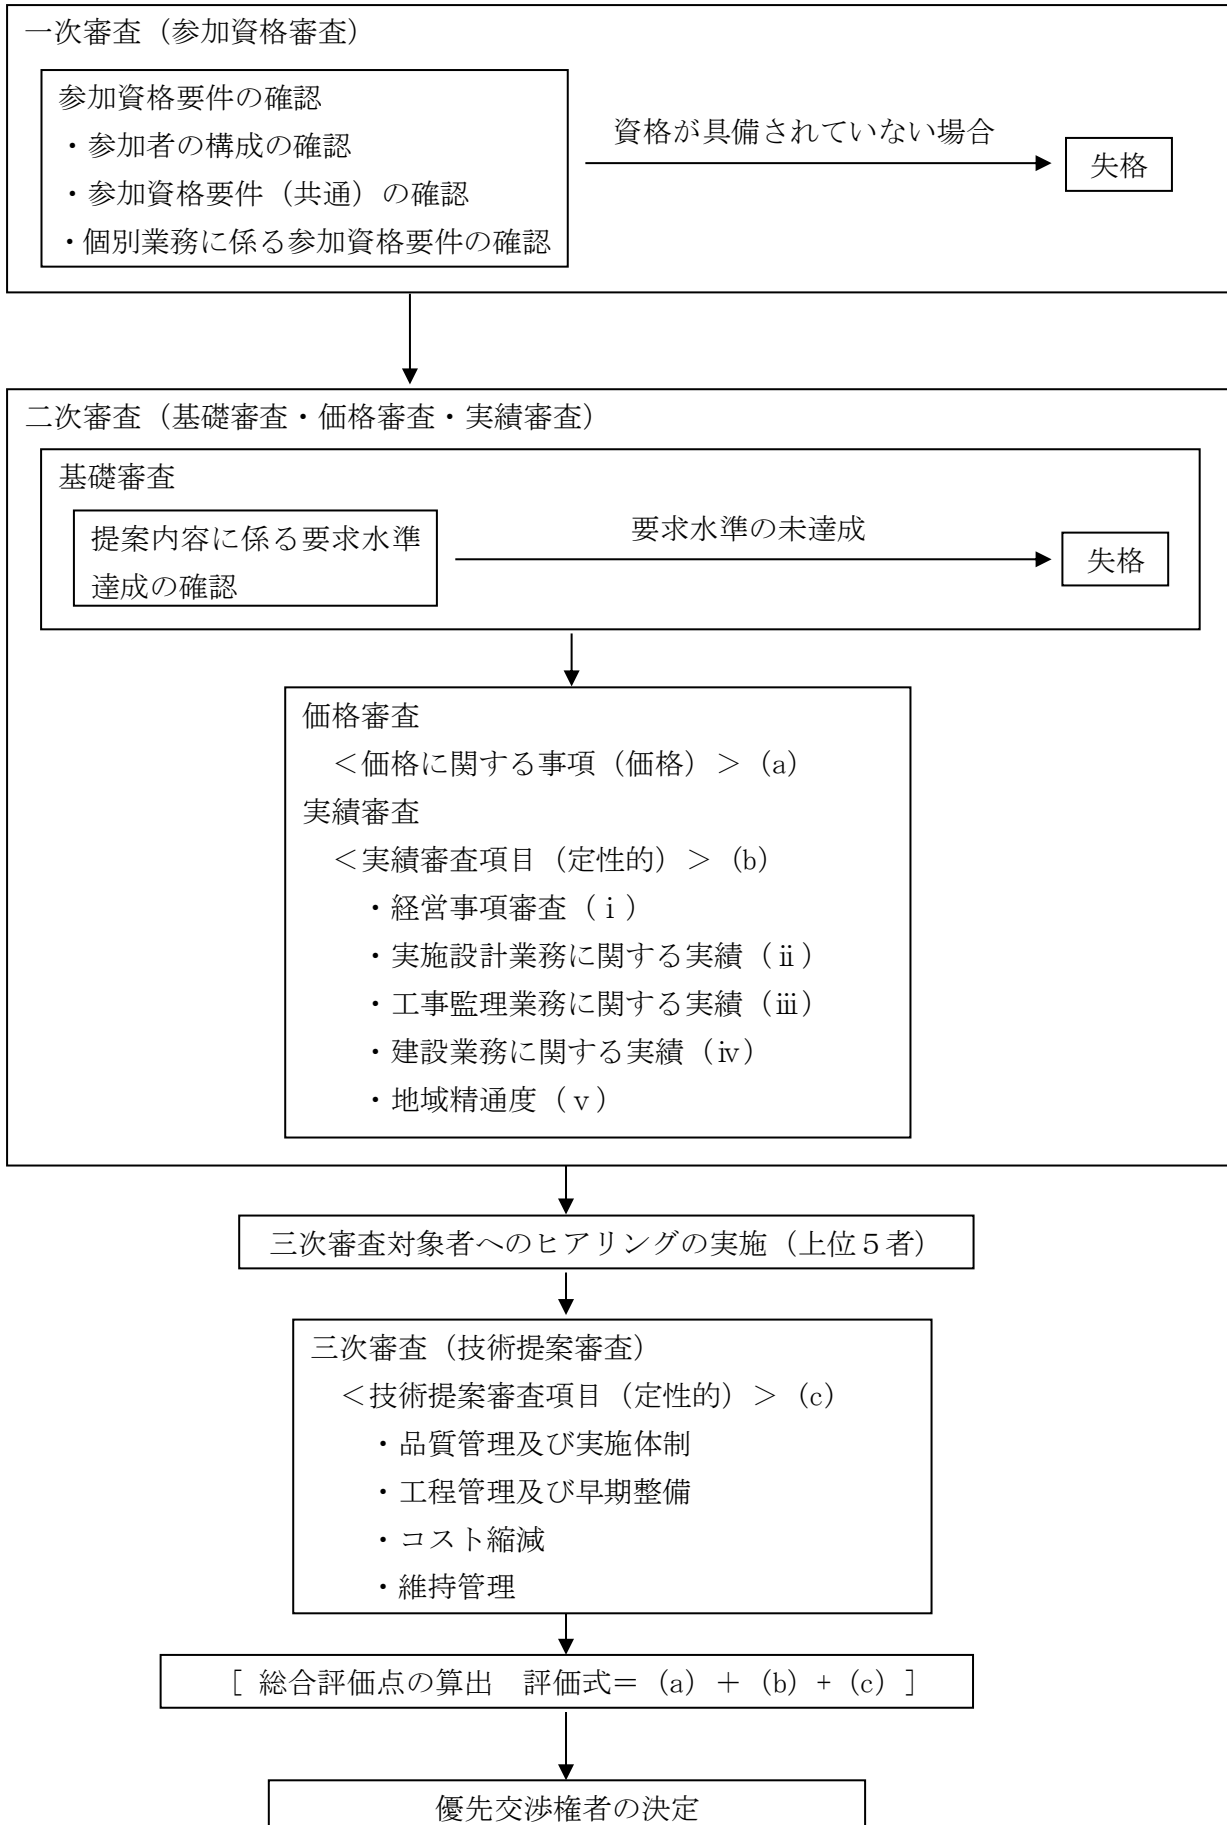 一次審査（参加資格審査）
参加資格要件の確認
・参加者の構成の確認
・参加資格要件（共通）の確認
・個別業務に係る参加資格要件の確認
資格が具備されていない場合
失格
二次審査（基礎審査・価格審査・実績審査）
基礎審査
提案内容に係る要求水準
達成の確認
要求水準の未達成
失格
価格審査
＜価格に関する事項（価格）＞（a）
実績審査
＜実績審査項目（定性的）＞（b）
・経営事項審査（ⅰ）
・実施設計業務に関する実績（ⅱ）
・工事監理業務に関する実績（ⅲ）
・建設業務に関する実績（ⅳ）
・地域精通度（ⅴ）
三次審査対象者へのヒアリングの実施（上位５者）
三次審査（技術提案審査）
＜技術提案審査項目（定性的）＞（c）
・品質管理及び実施体制
・工程管理及び早期整備
・コスト縮減
・維持管理
［ 総合評価点の算出　評価式＝（a）＋（b）+（c）］
優先交渉権者の決定